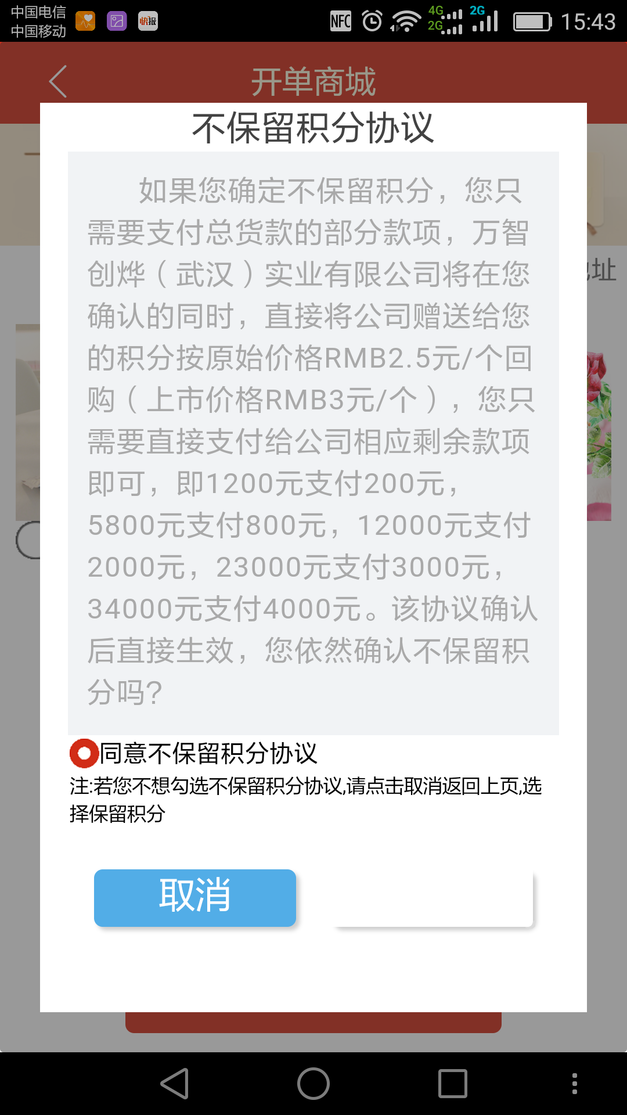 中国电信
中国移动
快报
NFC
4G
2G
2G
15:43
开单商城
不保留积分协议
如果您确定不保留积分，您只
需要支付总货款的部分款项，万智
创烨（武汉）实业有限公司将在您
确认的同时，直接将公司赠送给您
的积分按原始价格RMB2.5元/个回
购（上市价格RMB3元/个），您只
需要直接支付给公司相应剩余款项
即可，即1200元支付200元，
5800元支付800元，12000元支付
2000元，23000元支付3000元，
34000元支付4000元。该协议确认
后直接生效，您依然确认不保留积
分吗？
址
同意不保留积分协议
注:若您不想勾选不保留积分协议,请点击取消返回上页,选
择保留积分
取消